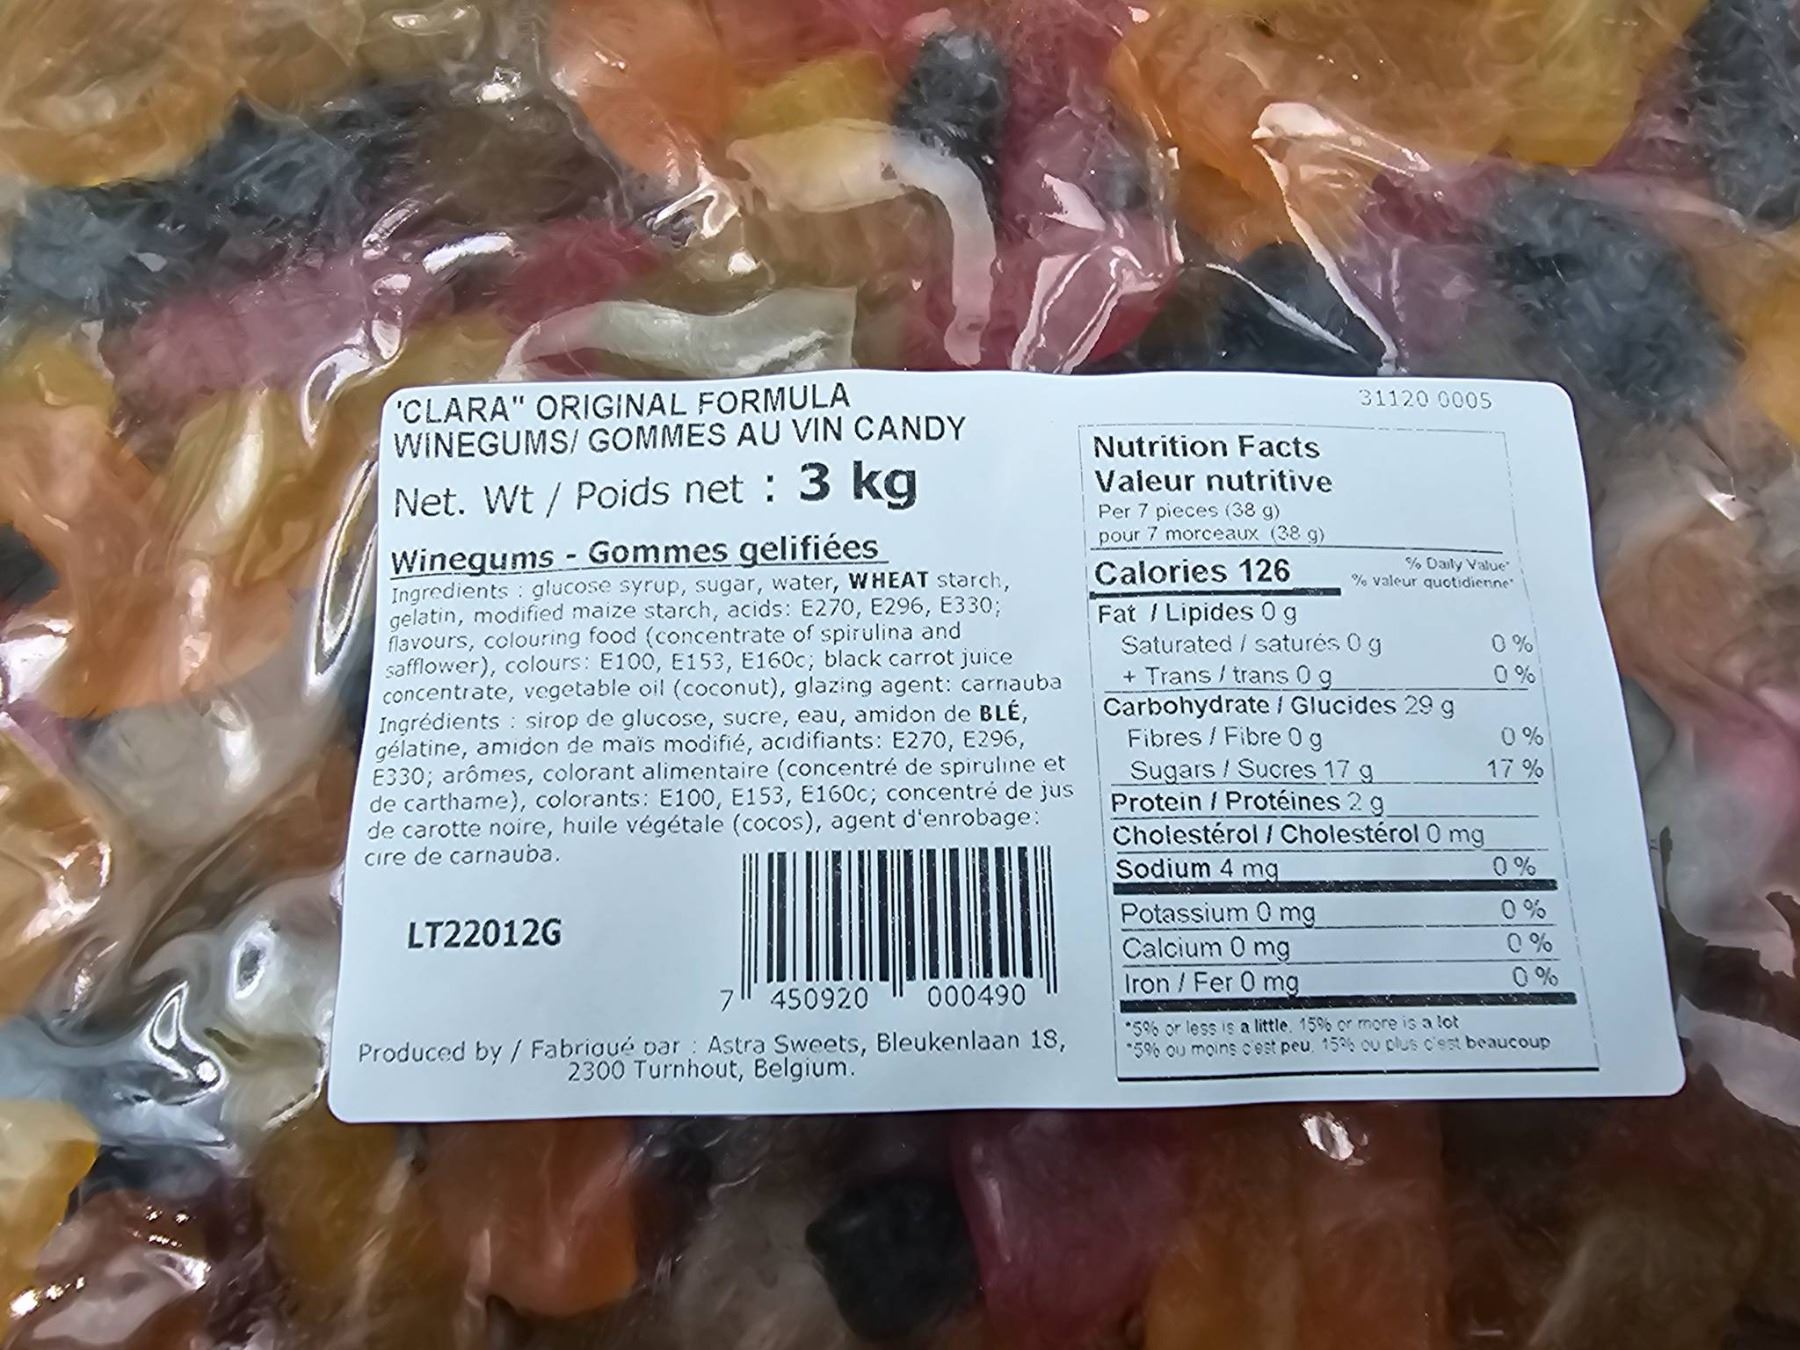 'CLARA" ORIGINAL FORMULA
WINEGUMS/ GOMMES AU VIN CANDY
Net. Wt / Poids net : 3 kg
Winegums - Gommes gelifiées
Ingredients : glucose syrup, sugar, water, WHEAT starch,
gelatin, modified maize starch, acids: E270, E296, E330;
flavours, colouring food (concentrate of spirulina and
safflower), colours: E100, E153, E160c; black carrot juice
concentrate, vegetable oil (coconut), glazing agent: carnauba
Ingrédients : sirop de glucose, sucre, eau, amidon de BLÉ,
gélatine, amidon de maïs modifié, acidifiants: E270, E296,
E330; arômes, colorant alimentaire (concentré de spiruline et
de carthame), colorants: E100, E153, E160c; concentré de jus
de carotte noire, huile végétale (cocos), agent d'enrobage:
cire de carnauba.
LT22012G
7 450920 000490
Produced by / Fabriqué par : Astra Sweets, Bleukenlaan 18,
2300 Turnhout, Belgium.
31120 0005
Nutrition Facts
Valeur nutritive
Per 7 pieces (38 g)
pour 7 morceaux (38 g)
Calories 126
% Daily Value*
% valeur quotidienne*
Fat / Lipides 0 g
Saturated / saturés 0 g 0 %
+ Trans / trans 0 g 0 %
Carbohydrate / Glucides 29 g
Fibres / Fibre 0 g 0 %
Sugars / Sucres 17 g 17 %
Protein / Protéines 2 g
Cholestérol / Cholestérol 0 mg
Sodium 4 mg 0 %
Potassium 0 mg 0 %
Calcium 0 mg 0 %
Iron / Fer 0 mg 0 %
*5% or less is a little, 15% or more is a lot
*5% ou moins c'est peu, 15% ou plus c'est beaucoup